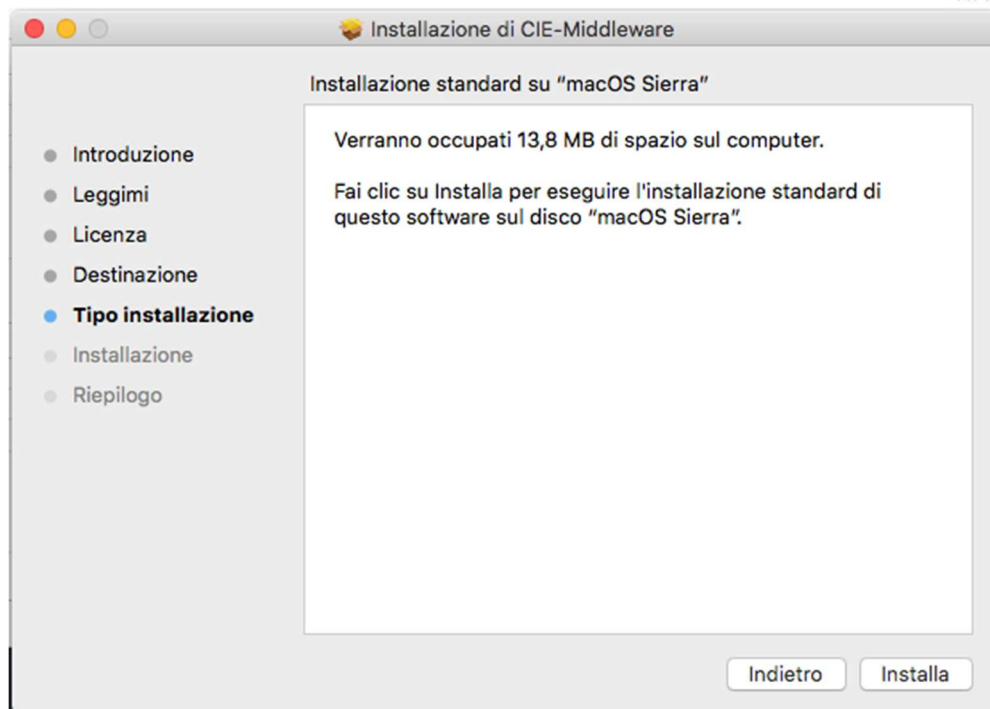 Installazione di CIE-Middleware
Installazione standard su “macOS Sierra”
Introduzione
Leggimi
Licenza
Destinazione
Tipo installazione
Installazione
Riepilogo
Verranno occupati 13,8 MB di spazio sul computer.
Fai clic su Installa per eseguire l'installazione standard di
questo software sul disco “macOS Sierra”.
Indietro
Installa